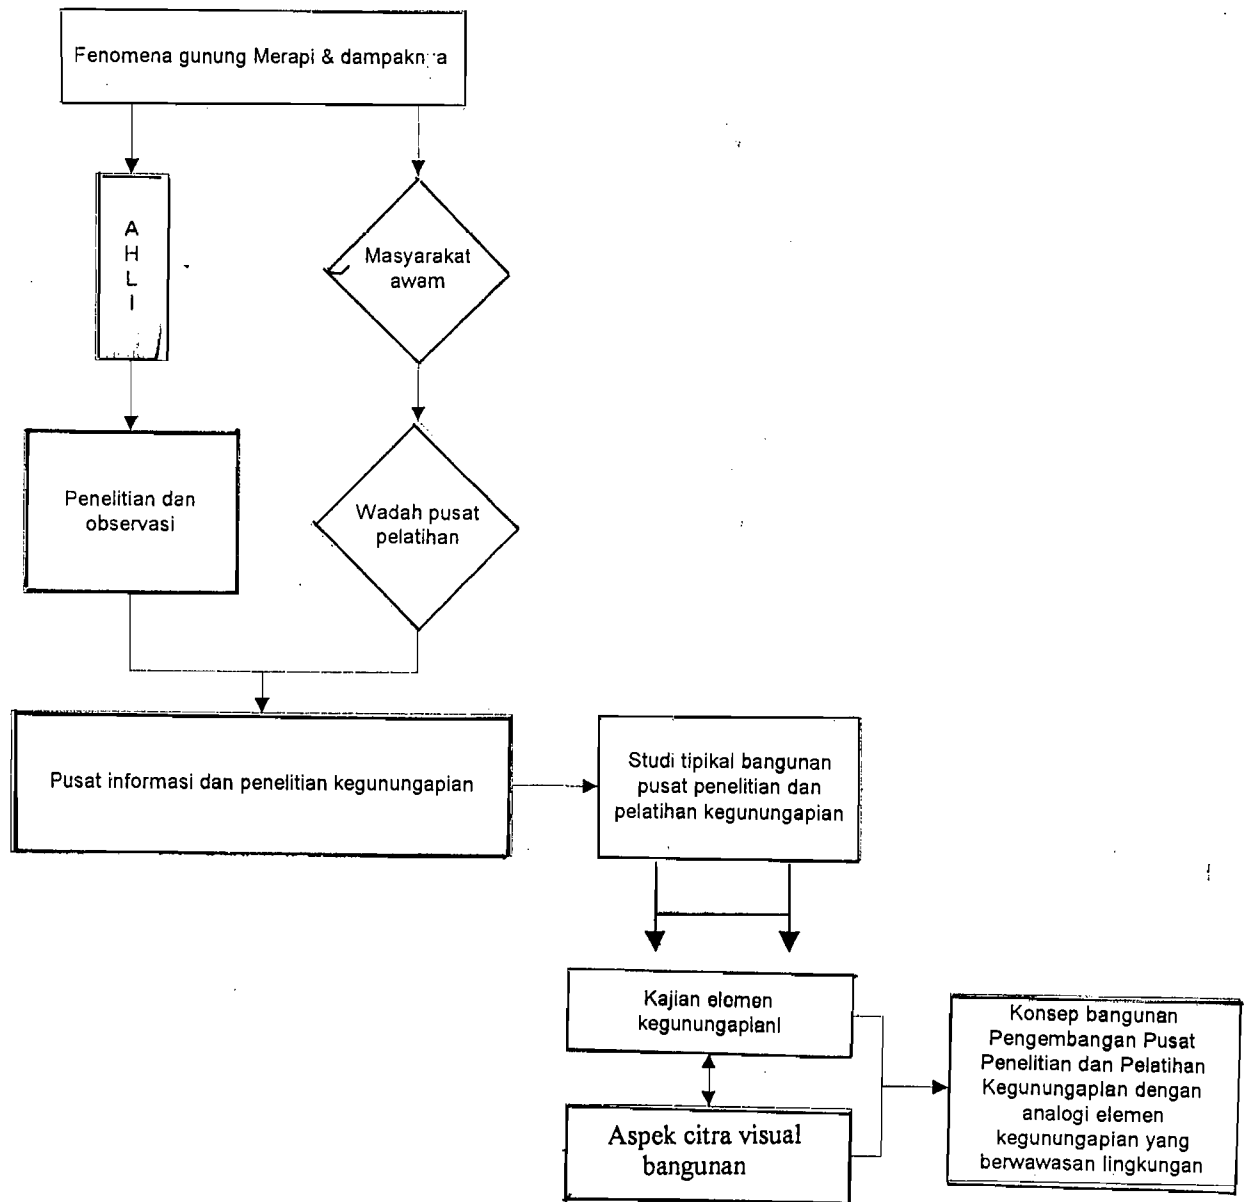 Fenomena gunung Merapi & dampaknya
A
H
L
I
Masyarakat
awam
Penelitian dan
observasi
Wadah pusat
pelatihan
Pusat informasi dan penelitian kegunungapian
Studi tipikal bangunan
pusat penelitian dan
pelatihan kegunungapian
Kajian elemen
kegunungapianl
Aspek citra visual
bangunan
Konsep bangunan
Pengembangan Pusat
Penelitian dan Pelatihan
Kegunungapian dengan
analogi elemen
kegunungapian yang
berwawasan lingkungan